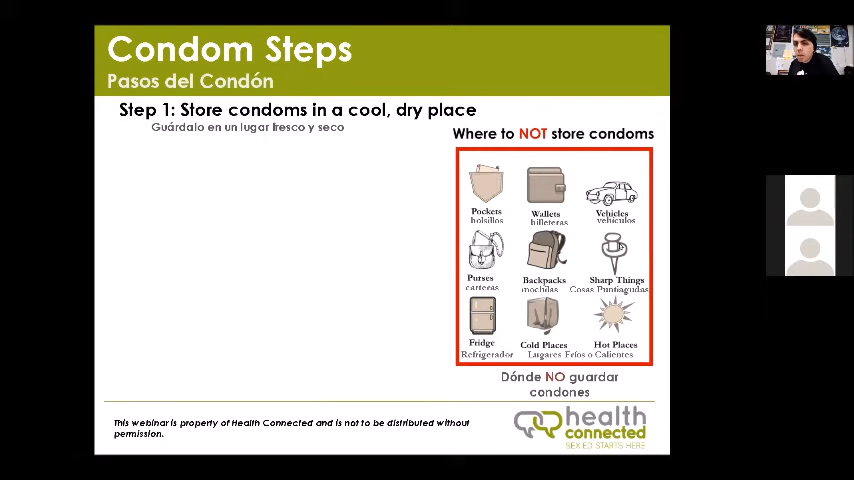 Condom Steps
Pasos del Condón
Step 1: Store condoms in a cool, dry place
Guárdalo en un lugar fresco y seco
Where to NOT store condoms
Pockets
bolsillos
Wallets
billeteras
Vehicles
vehículos
Purses
carteras
Backpacks
mochilas
Sharp Things
Cosas Puntiagudas
Fridge
Refrigerador
Cold Places
Hot Places
Lugares Fríos o Calientes
Dónde NO guardar
condones
This webinar is property of Health Connected and is not to be distributed without
permission.
health
connected
SEX ED STARTS HERE